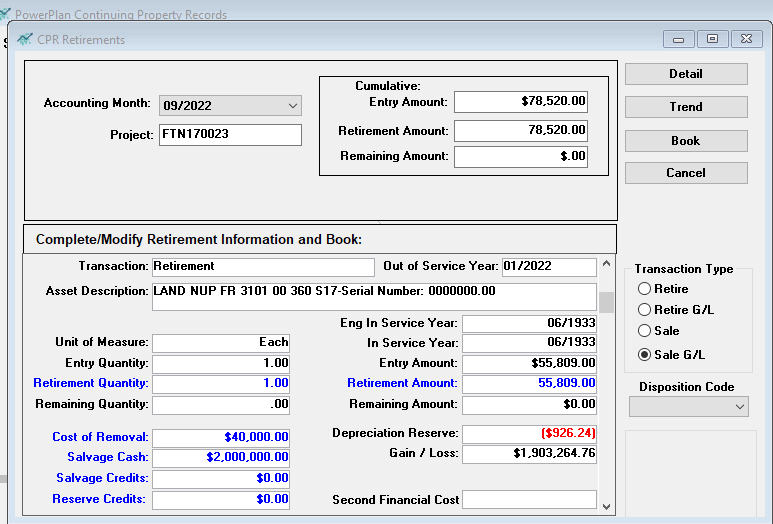 PowerPlan Continuing Property Records
CPR Retirements
Accounting Month: 09/2022
Project: FTN170023
Cumulative:
Entry Amount: $78,520.00
Retirement Amount: 78,520.00
Remaining Amount: $.00
Detail
Trend
Book
Cancel
Complete/Modify Retirement Information and Book:
Transaction: Retirement Out of Service Year: 01/2022
Asset Description: LAND NUP FR 3101 00 360 S17-Serial Number: 0000000.00
Eng In Service Year: 06/1933
Unit of Measure: Each In Service Year: 06/1933
Entry Quantity: 1.00 Entry Amount: $55,809.00
Retirement Quantity: 1.00 Retirement Amount: 55,809.00
Remaining Quantity: .00 Remaining Amount: $0.00
Cost of Removal: $40,000.00 Depreciation Reserve: ($926.24)
Salvage Cash: $2,000,000.00 Gain / Loss: $1,903,264.76
Salvage Credits: $0.00
Reserve Credits: $0.00 Second Financial Cost
Transaction Type
Retire
Retire G/L
Sale
Sale G/L
Disposition Code